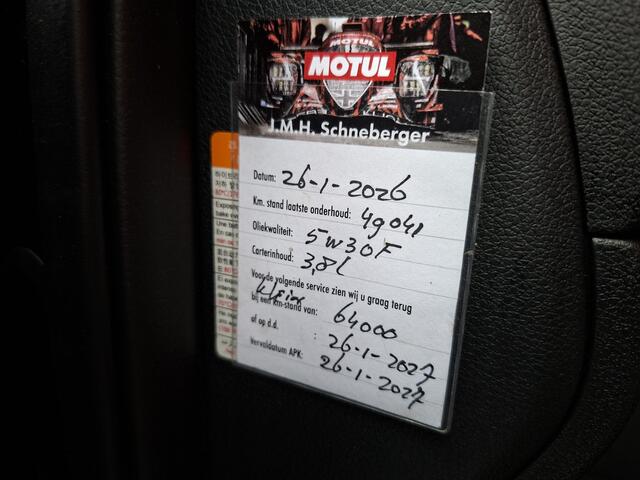 MOTUL
MOTUL
J.M.H. Schneberger
Datum: 26-1-2026
Km. stand laatste onderhoud: 49041
Oliekwaliteit: 5W30F
Carterinhoud: 3,8l
Voor de volgende service zien wij u graag terug
klein
bij een km-stand van: 64000
of op d.d. : 26-1-2027
Vervaldatum APK: 26-1-2027